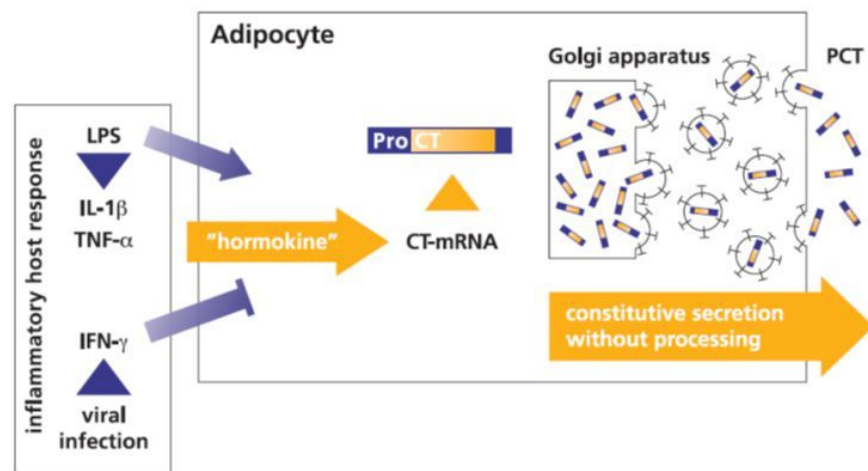 Adipocyte
Golgi apparatus
PCT
inflammatory host response
LPS
IL-1β
TNF-α
IFN-γ
viral
infection
"hormokine"
Pro CT
CT-mRNA
constitutive secretion
without processing